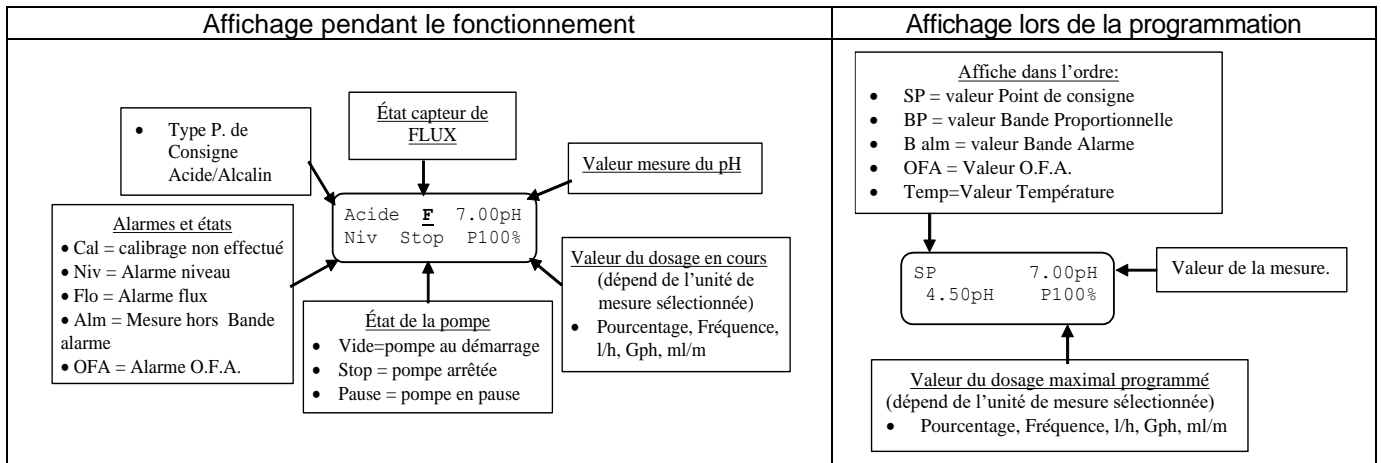 Affichage pendant le fonctionnement
Affichage lors de la programmation
• Type P. de
Consigne
Acide/Alcalin
État capteur de
FLUX
Valeur mesure du pH
Alarmes et états
• Cal = calibrage non effectué
• Niv = Alarme niveau
• Flo = Alarme flux
• Alm = Mesure hors Bande
alarme
• OFA = Alarme O.F.A.
Acide F 7.00pH
Niv Stop P100%
État de la pompe
• Vide=pompe au démarrage
• Stop = pompe arrêtée
• Pause = pompe en pause
Valeur du dosage en cours
(dépend de l’unité de
mesure sélectionnée)
• Pourcentage, Fréquence,
l/h, Gph, ml/m
Affiche dans l’ordre:
• SP = valeur Point de consigne
• BP = valeur Bande Proportionnelle
• B alm = valeur Bande Alarme
• OFA = Valeur O.F.A.
• Temp=Valeur Température
SP 7.00pH
4.50pH P100%
Valeur de la mesure.
Valeur du dosage maximal programmé
(dépend de l’unité de mesure sélectionnée)
• Pourcentage, Fréquence, l/h, Gph, ml/m